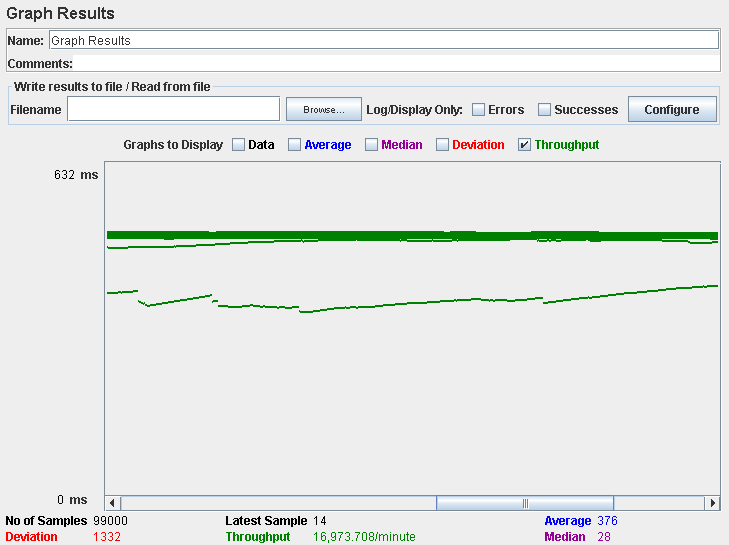 Graph Results
Name: Graph Results
Comments:
Write results to file / Read from file
Filename Browse... Log/Display Only: Errors Successes Configure
Graphs to Display Data Average Median Deviation Throughput
632 ms
0 ms
No of Samples 99000 Latest Sample 14 Average 376
Deviation 1332 Throughput 16,973.708/minute Median 28